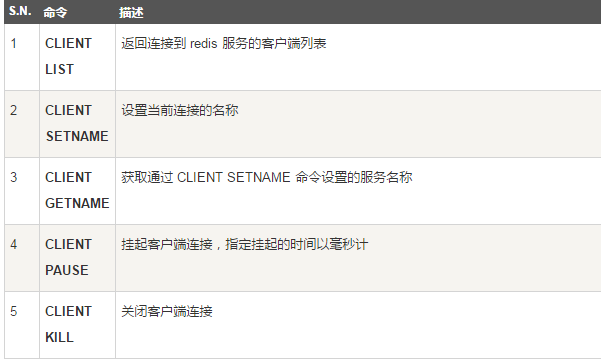 S.N. 命令 描述
1 CLIENT LIST 返回连接到 redis 服务的客户端列表
2 CLIENT SETNAME 设置当前连接的名称
3 CLIENT GETNAME 获取通过 CLIENT SETNAME 命令设置的服务名称
4 CLIENT PAUSE 挂起客户端连接，指定挂起的时间以毫秒计
5 CLIENT KILL 关闭客户端连接